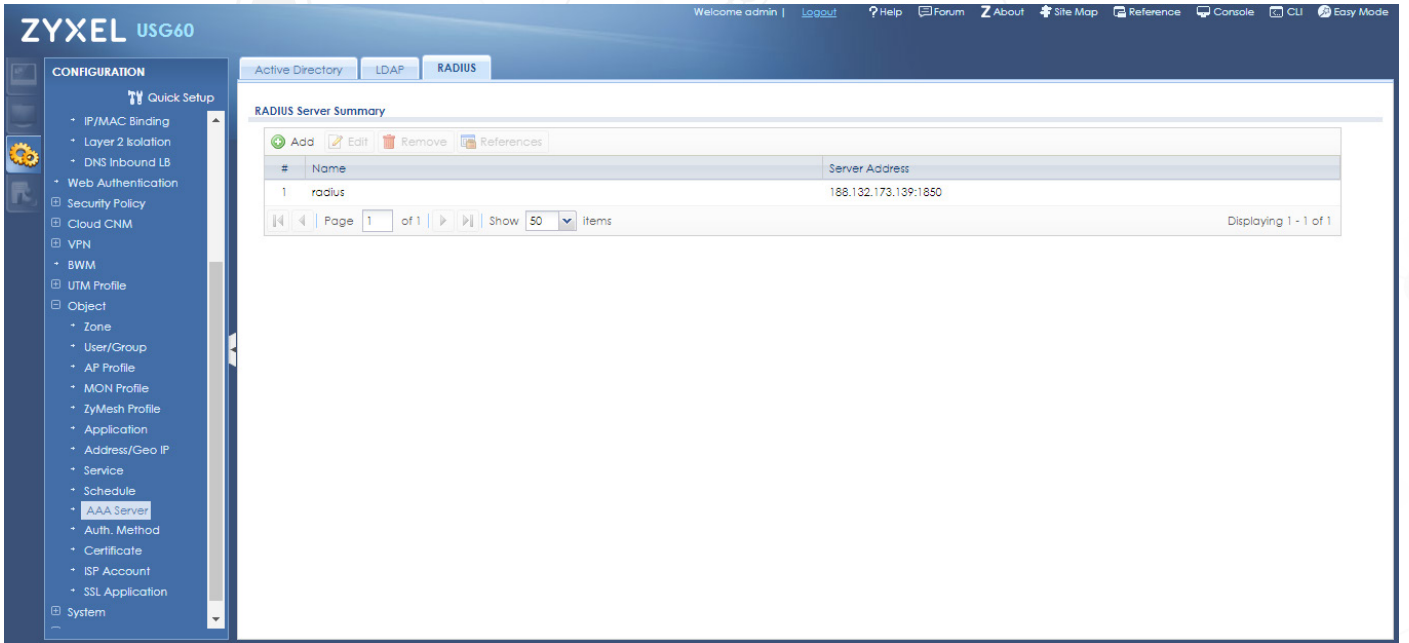 Welcome admin | Logout ?Help Forum Z About Site Map Reference Console CLI Easy Mode
ZYXEL USG60
CONFIGURATION
Quick Setup
IP/MAC Binding
Layer 2 Isolation
DNS Inbound LB
Web Authentication
Security Policy
Cloud CNM
VPN
BWM
UTM Profile
Object
Zone
User/Group
AP Profile
MON Profile
ZyMesh Profile
Application
Address/Geo IP
Service
Schedule
AAA Server
Auth. Method
Certificate
ISP Account
SSL Application
System
Active Directory LDAP RADIUS
RADIUS Server Summary
Add Edit Remove References
# Name Server Address
1 radius 188.132.173.139:1850
Page 1 of 1 Show 50 items Displaying 1 - 1 of 1